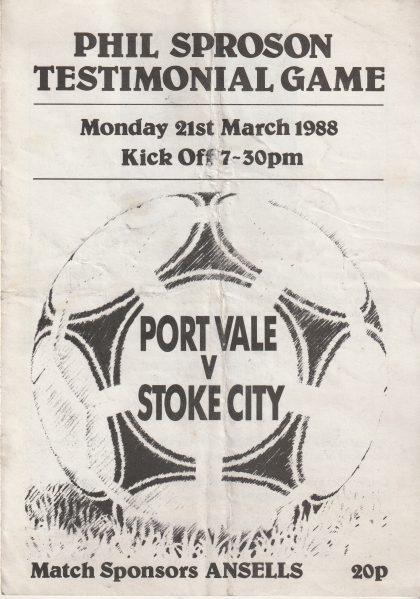 PHIL SPROSON
TESTIMONIAL GAME
Monday 21st March 1988
Kick Off 7-30pm
PORT VALE
V
STOKE CITY
Match Sponsors ANSELLS 20p